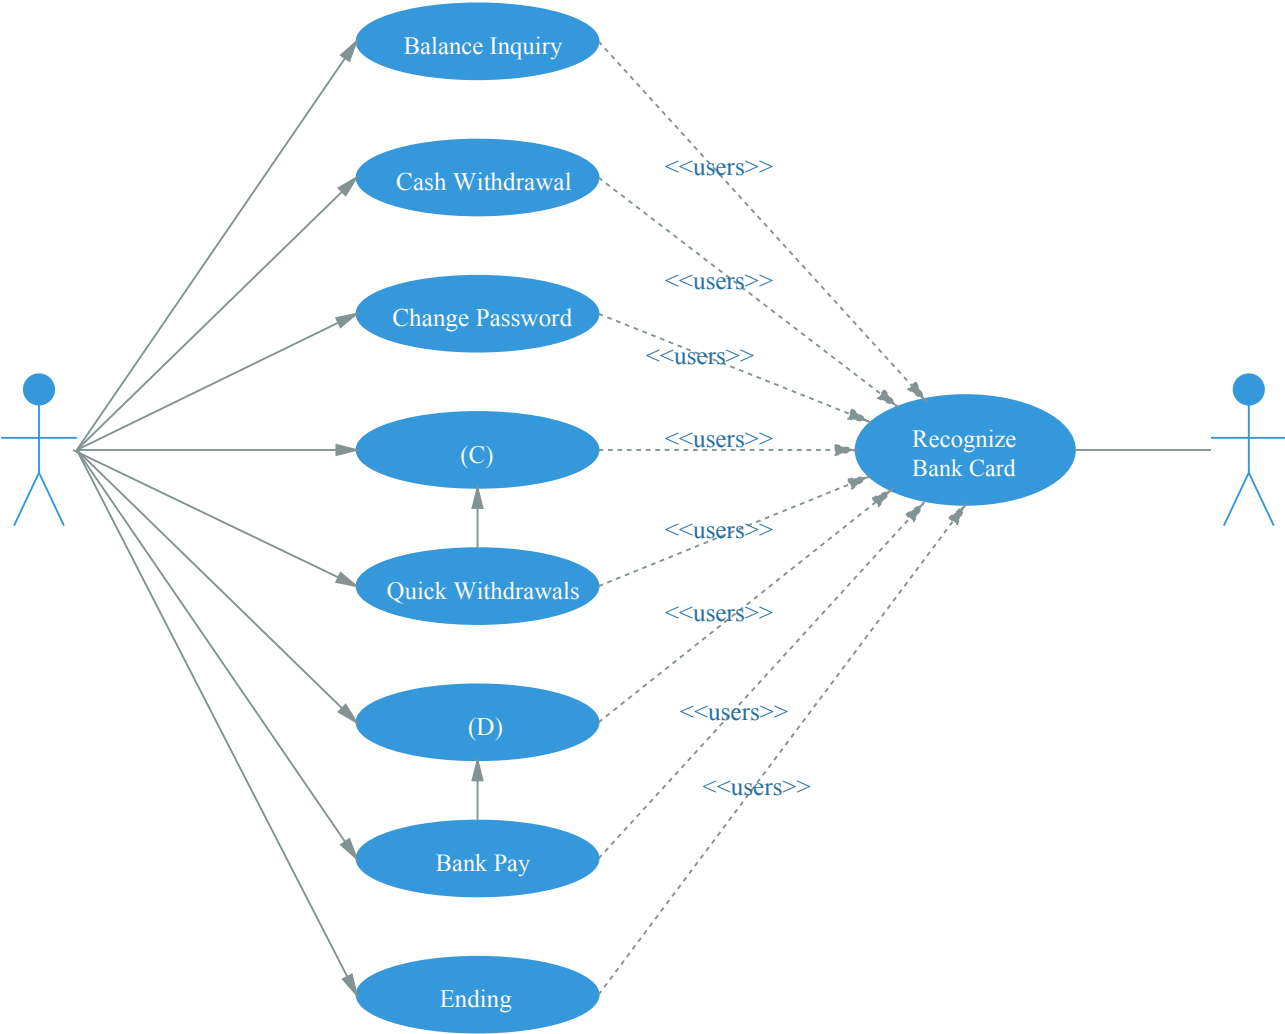 Balance Inquiry
<<users>>
Cash Withdrawal
<<users>>
Change Password
<<users>>
(C)
<<users>>
Recognize
Bank Card
Quick Withdrawals
<<users>>
<<users>>
(D)
<<users>>
Bank Pay
<<users>>
Ending